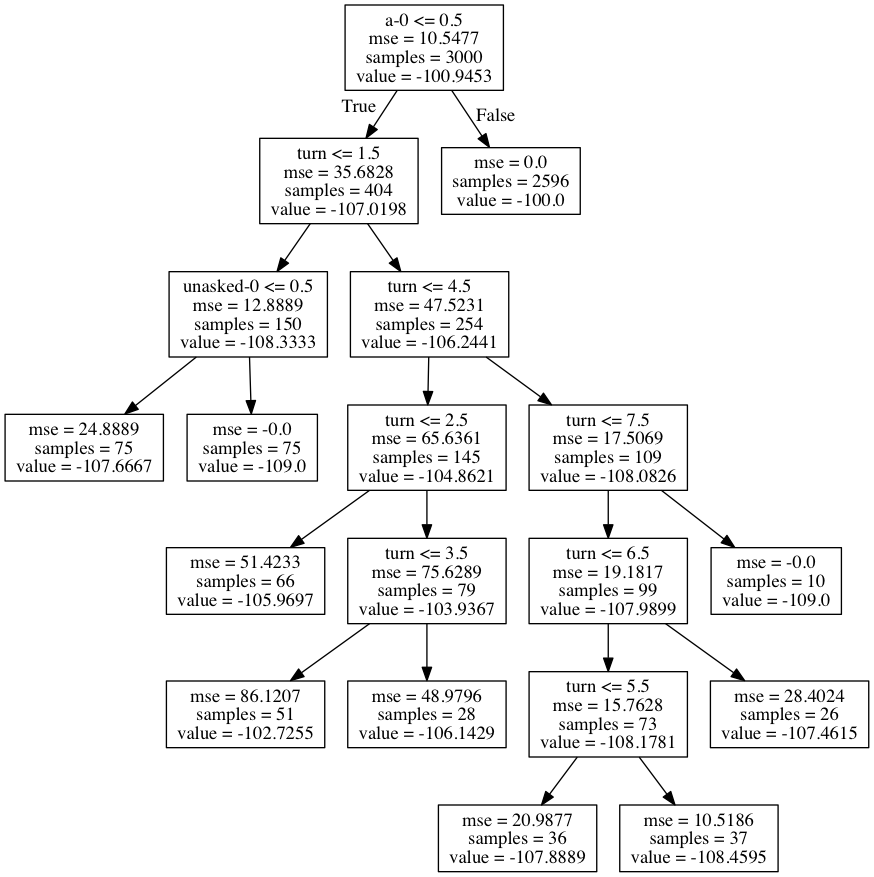 a-0 <= 0.5
mse = 10.5477
samples = 3000
value = -100.9453
True
False
turn <= 1.5
mse = 35.6828
samples = 404
value = -107.0198
mse = 0.0
samples = 2596
value = -100.0
unasked-0 <= 0.5
mse = 12.8889
samples = 150
value = -108.3333
turn <= 4.5
mse = 47.5231
samples = 254
value = -106.2441
mse = 24.8889
samples = 75
value = -107.6667
mse = -0.0
samples = 75
value = -109.0
turn <= 2.5
mse = 65.6361
samples = 145
value = -104.8621
turn <= 7.5
mse = 17.5069
samples = 109
value = -108.0826
mse = 51.4233
samples = 66
value = -105.9697
turn <= 3.5
mse = 75.6289
samples = 79
value = -103.9367
turn <= 6.5
mse = 19.1817
samples = 99
value = -107.9899
mse = -0.0
samples = 10
value = -109.0
mse = 86.1207
samples = 51
value = -102.7255
mse = 48.9796
samples = 28
value = -106.1429
turn <= 5.5
mse = 15.7628
samples = 73
value = -108.1781
mse = 28.4024
samples = 26
value = -107.4615
mse = 20.9877
samples = 36
value = -107.8889
mse = 10.5186
samples = 37
value = -108.4595